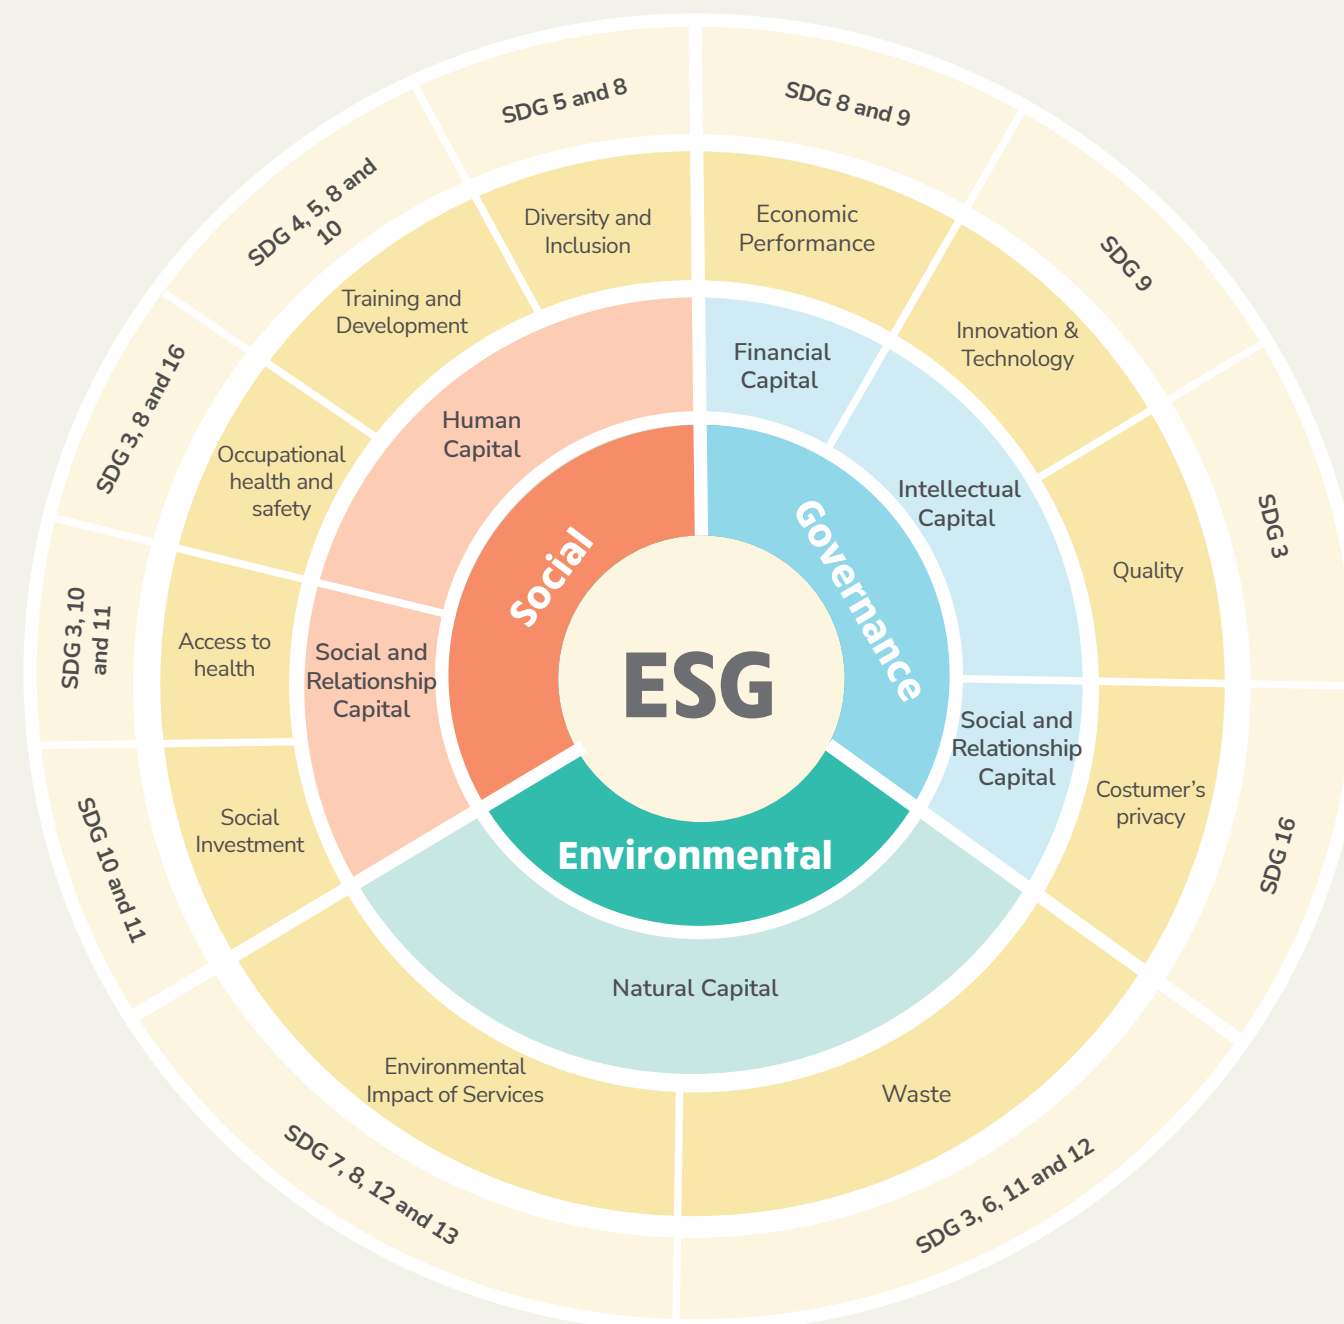 ESG
Social
Governance
Environmental
Human
Capital
Social and
Relationship
Capital
Financial
Capital
Intellectual
Capital
Social and
Relationship
Capital
Natural Capital
Diversity and
Inclusion
Training and
Development
Occupational
health and
safety
Access to
health
Social
Investment
Economic
Performance
Innovation &
Technology
Quality
Costumer’s
privacy
Waste
Environmental
Impact of Services
SDG 5 and 8
SDG 4, 5, 8 and
10
SDG 3, 8 and 16
SDG 3, 10
and 11
SDG 10 and 11
SDG 8 and 9
SDG 9
SDG 3
SDG 16
SDG 3, 6, 11 and 12
SDG 7, 8, 12 and 13